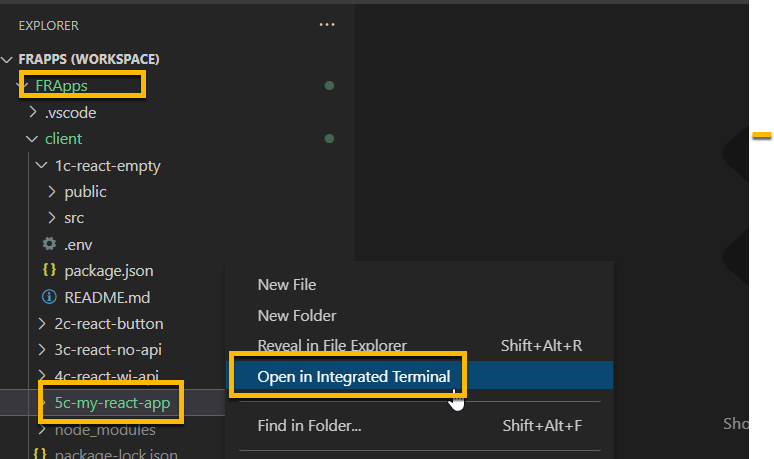 EXPLORER
FRAPPS (WORKSPACE)
FRApps
.vscode
client
1c-react-empty
public
src
.env
package.json
README.md
2c-react-button
3c-react-no-api
4c-react-wi-api
5c-my-react-app
node_modules
package-lock.json
New File
New Folder
Reveal in File Explorer Shift+Alt+R
Open in Integrated Terminal
Find in Folder... Shift+Alt+F
Sho